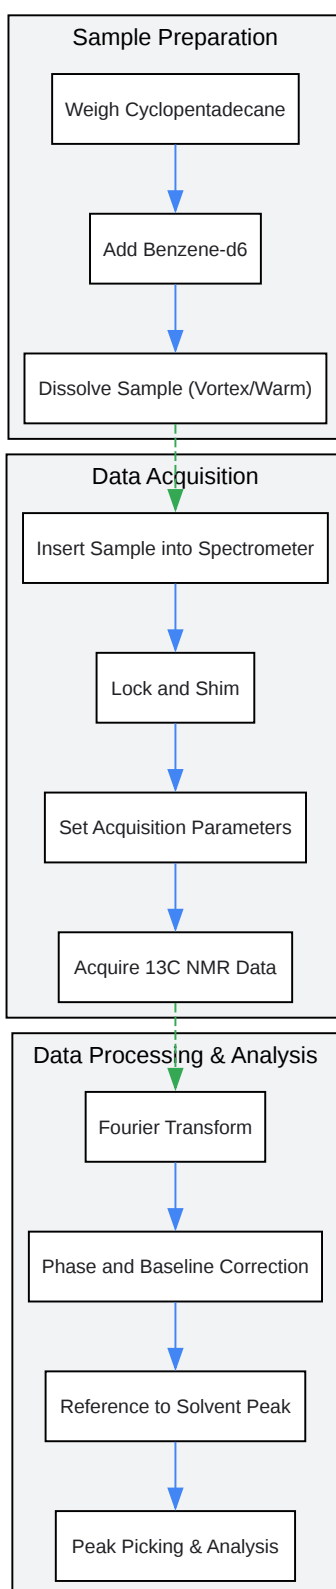 Sample Preparation
Weigh Cyclopentadecane
Add Benzene-d6
Dissolve Sample (Vortex/Warm)
Data Acquisition
Insert Sample into Spectrometer
Lock and Shim
Set Acquisition Parameters
Acquire 13C NMR Data
Data Processing & Analysis
Fourier Transform
Phase and Baseline Correction
Reference to Solvent Peak
Peak Picking & Analysis